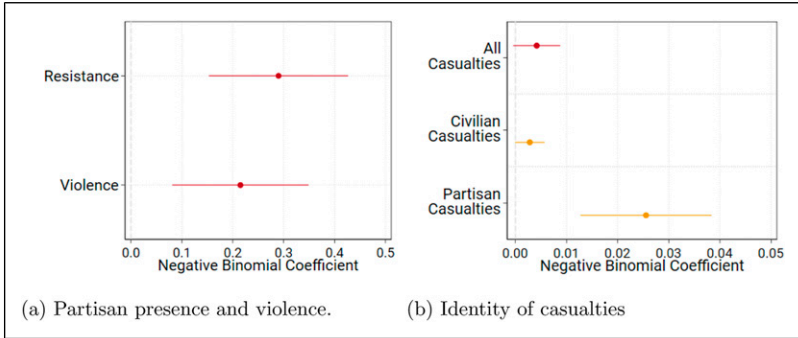 Resistance
Violence
0.0 0.1 0.2 0.3 0.4 0.5
Negative Binomial Coefficient
(a) Partisan presence and violence.
All
Casualties
Civilian
Casualties
Partisan
Casualties
0.00 0.01 0.02 0.03 0.04 0.05
Negative Binomial Coefficient
(b) Identity of casualties